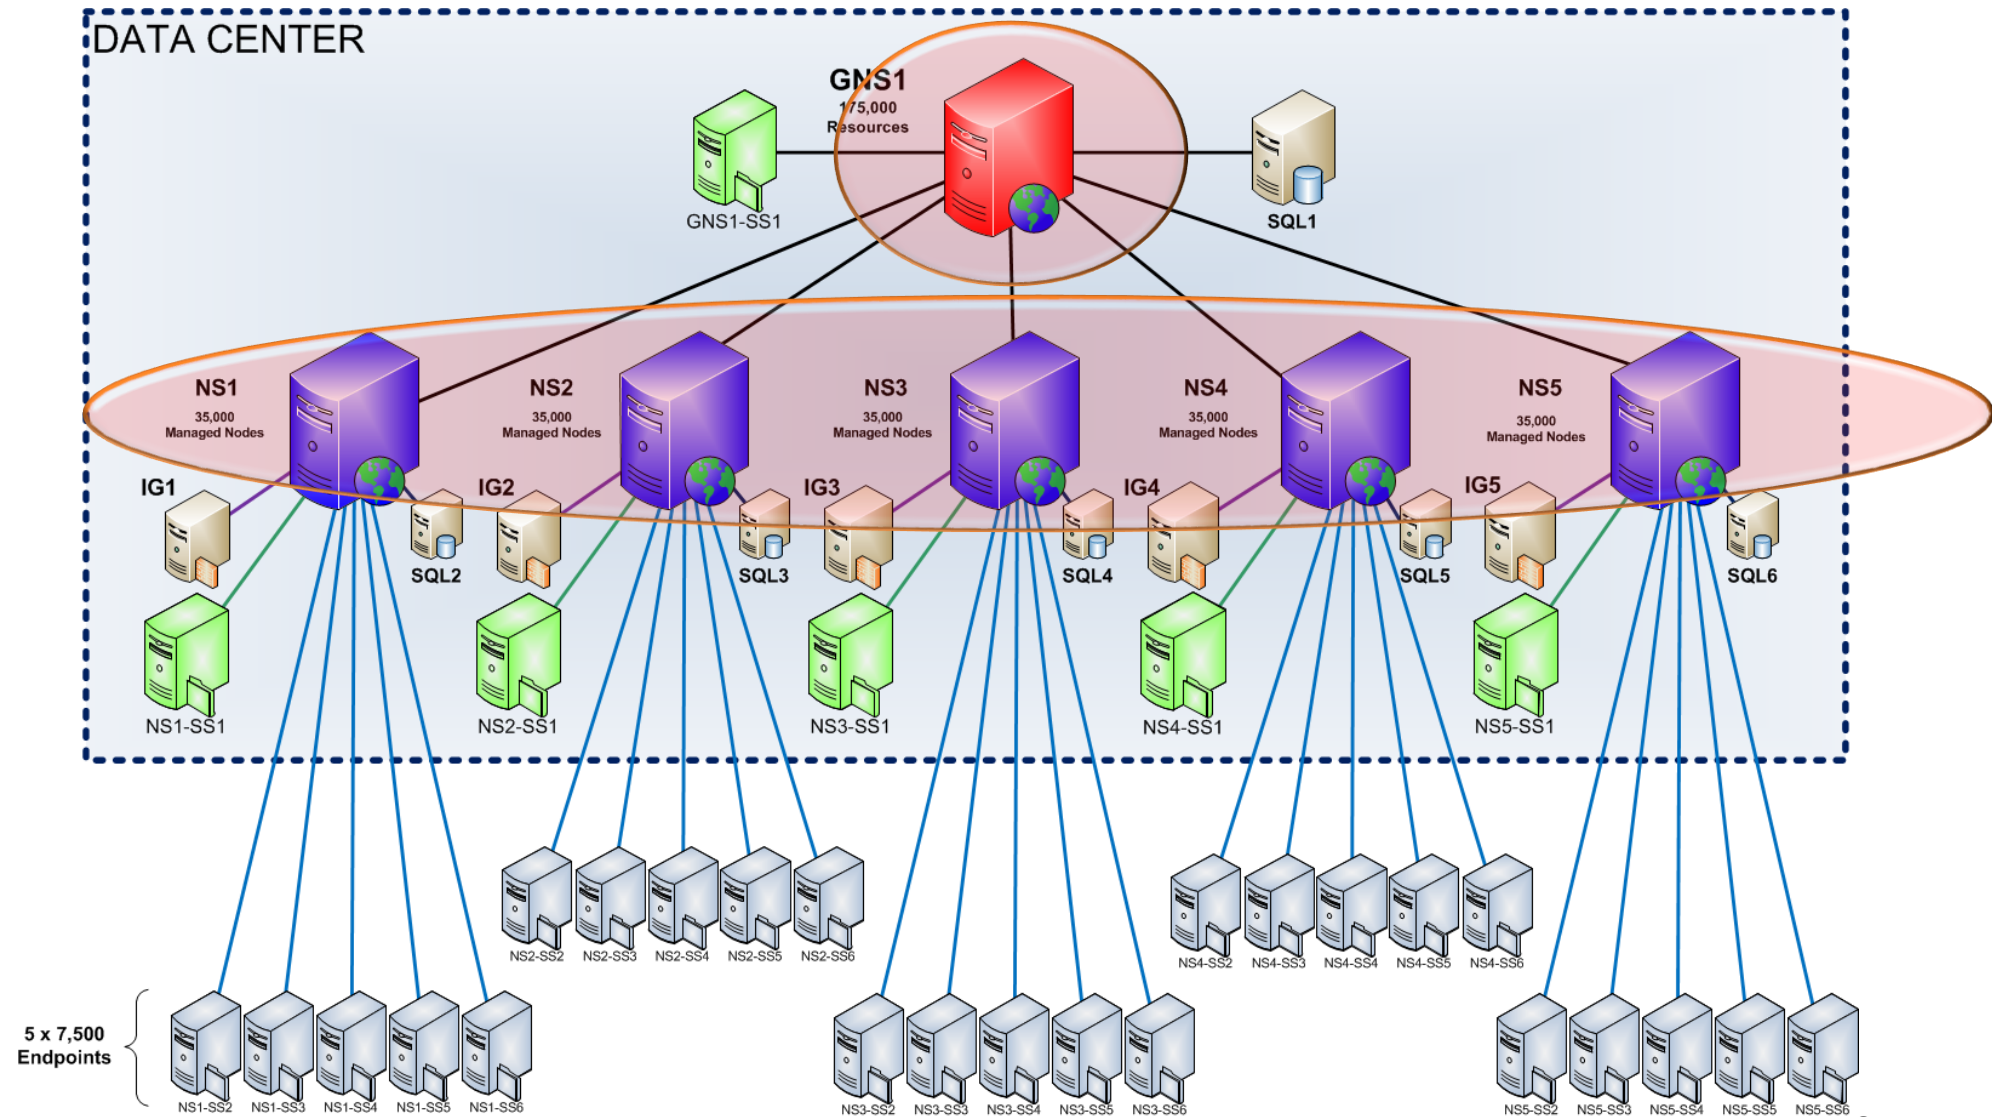 DATA CENTER
GNS1
175,000
Resources
GNS1-SS1
SQL1
NS1
35,000
Managed Nodes
NS2
35,000
Managed Nodes
NS3
35,000
Managed Nodes
NS4
35,000
Managed Nodes
NS5
35,000
Managed Nodes
IG1
IG2
IG3
IG4
IG5
SQL2
SQL3
SQL4
SQL5
SQL6
NS1-SS1
NS2-SS1
NS3-SS1
NS4-SS1
NS5-SS1
NS2-SS2
NS2-SS3
NS2-SS4
NS2-SS5
NS2-SS6
NS4-SS2
NS4-SS3
NS4-SS4
NS4-SS5
NS4-SS6
5 x 7,500
Endpoints
NS1-SS2
NS1-SS3
NS1-SS4
NS1-SS5
NS1-SS6
NS3-SS2
NS3-SS3
NS3-SS4
NS3-SS5
NS3-SS6
NS5-SS2
NS5-SS3
NS5-SS4
NS5-SS5
NS5-SS6